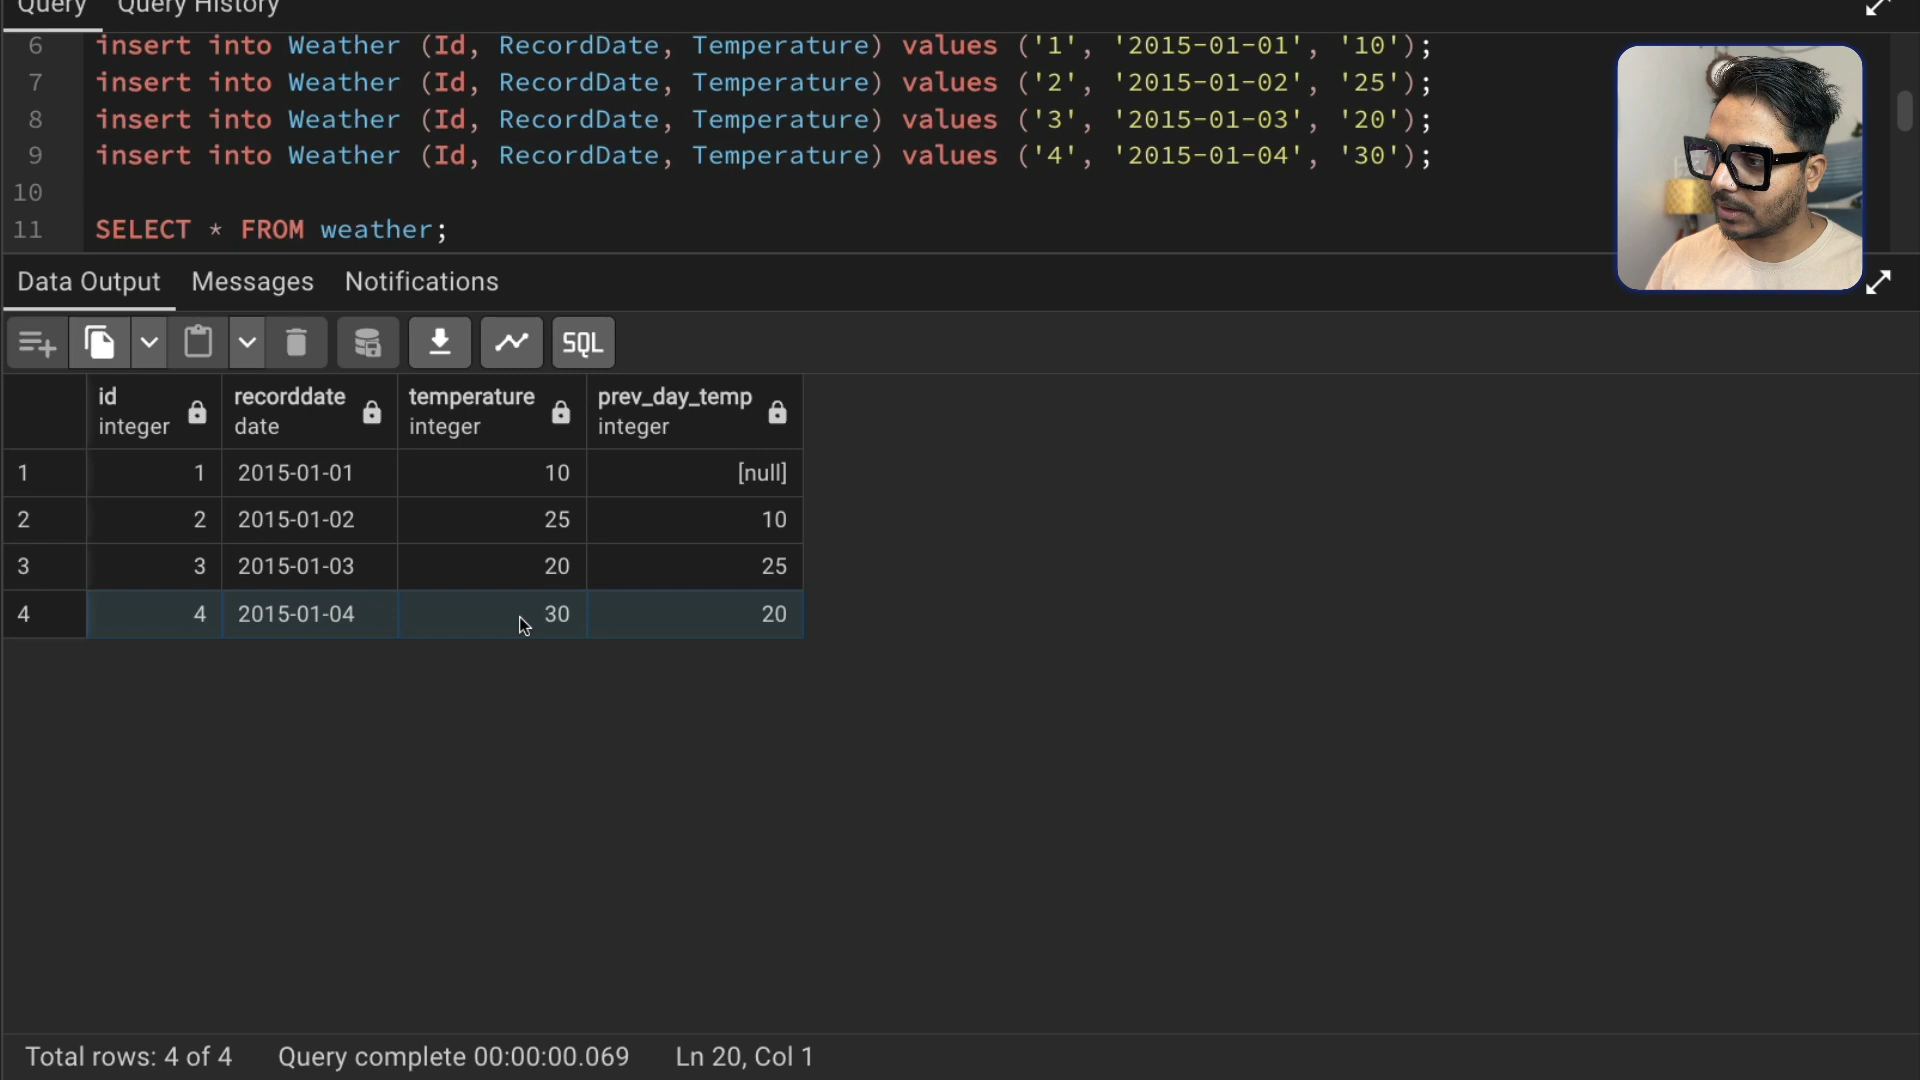 Query Query History
6 insert into Weather (Id, RecordDate, Temperature) values ('1', '2015-01-01', '10');
7 insert into Weather (Id, RecordDate, Temperature) values ('2', '2015-01-02', '25');
8 insert into Weather (Id, RecordDate, Temperature) values ('3', '2015-01-03', '20');
9 insert into Weather (Id, RecordDate, Temperature) values ('4', '2015-01-04', '30');
10
11 SELECT * FROM weather;
Data Output Messages Notifications
SQL
id recorddate temperature prev_day_temp
integer date integer integer
1 1 2015-01-01 10 [null]
2 2 2015-01-02 25 10
3 3 2015-01-03 20 25
4 4 2015-01-04 30 20
Total rows: 4 of 4 Query complete 00:00:00.069 Ln 20, Col 1